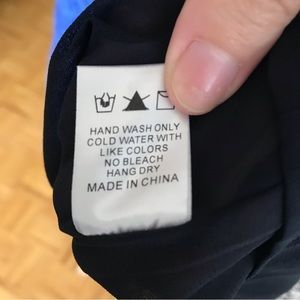 HAND WASH ONLY
COLD WATER WITH
LIKE COLORS
NO BLEACH
HANG DRY
MADE IN CHINA